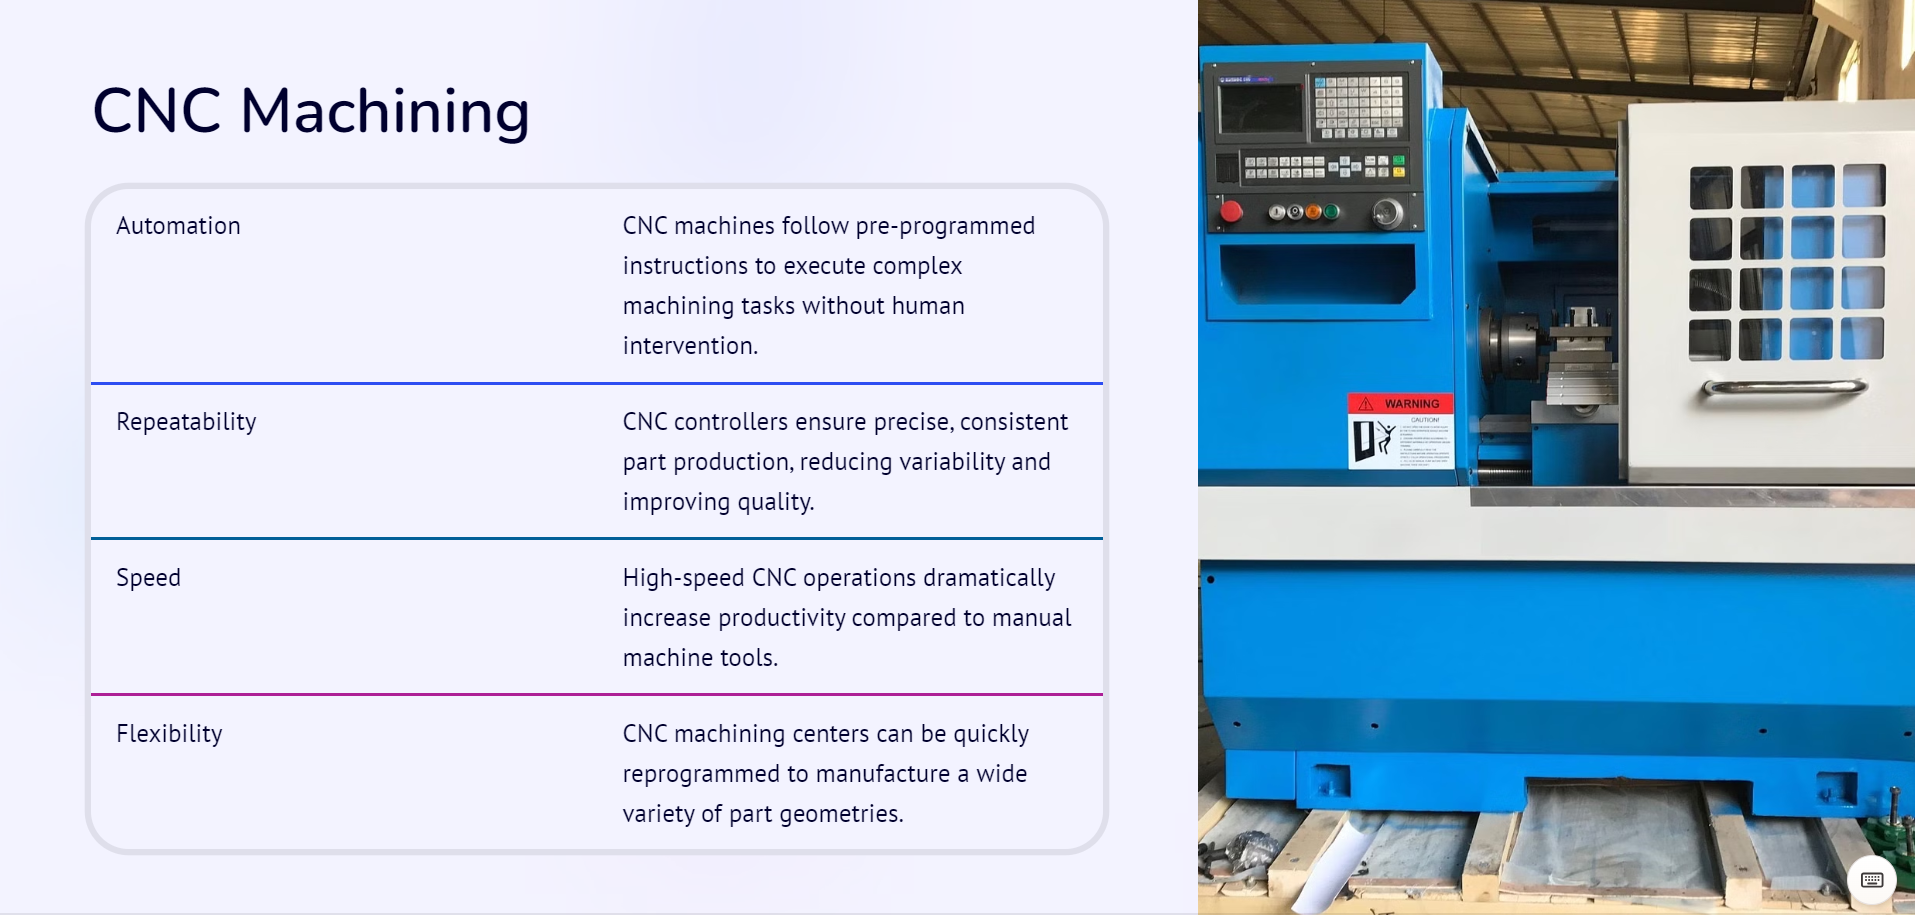 CNC Machining
Automation
CNC machines follow pre-programmed
instructions to execute complex
machining tasks without human
intervention.
Repeatability
CNC controllers ensure precise, consistent
part production, reducing variability and
improving quality.
Speed
High-speed CNC operations dramatically
increase productivity compared to manual
machine tools.
Flexibility
CNC machining centers can be quickly
reprogrammed to manufacture a wide
variety of part geometries.
WARNING
CAUTION!